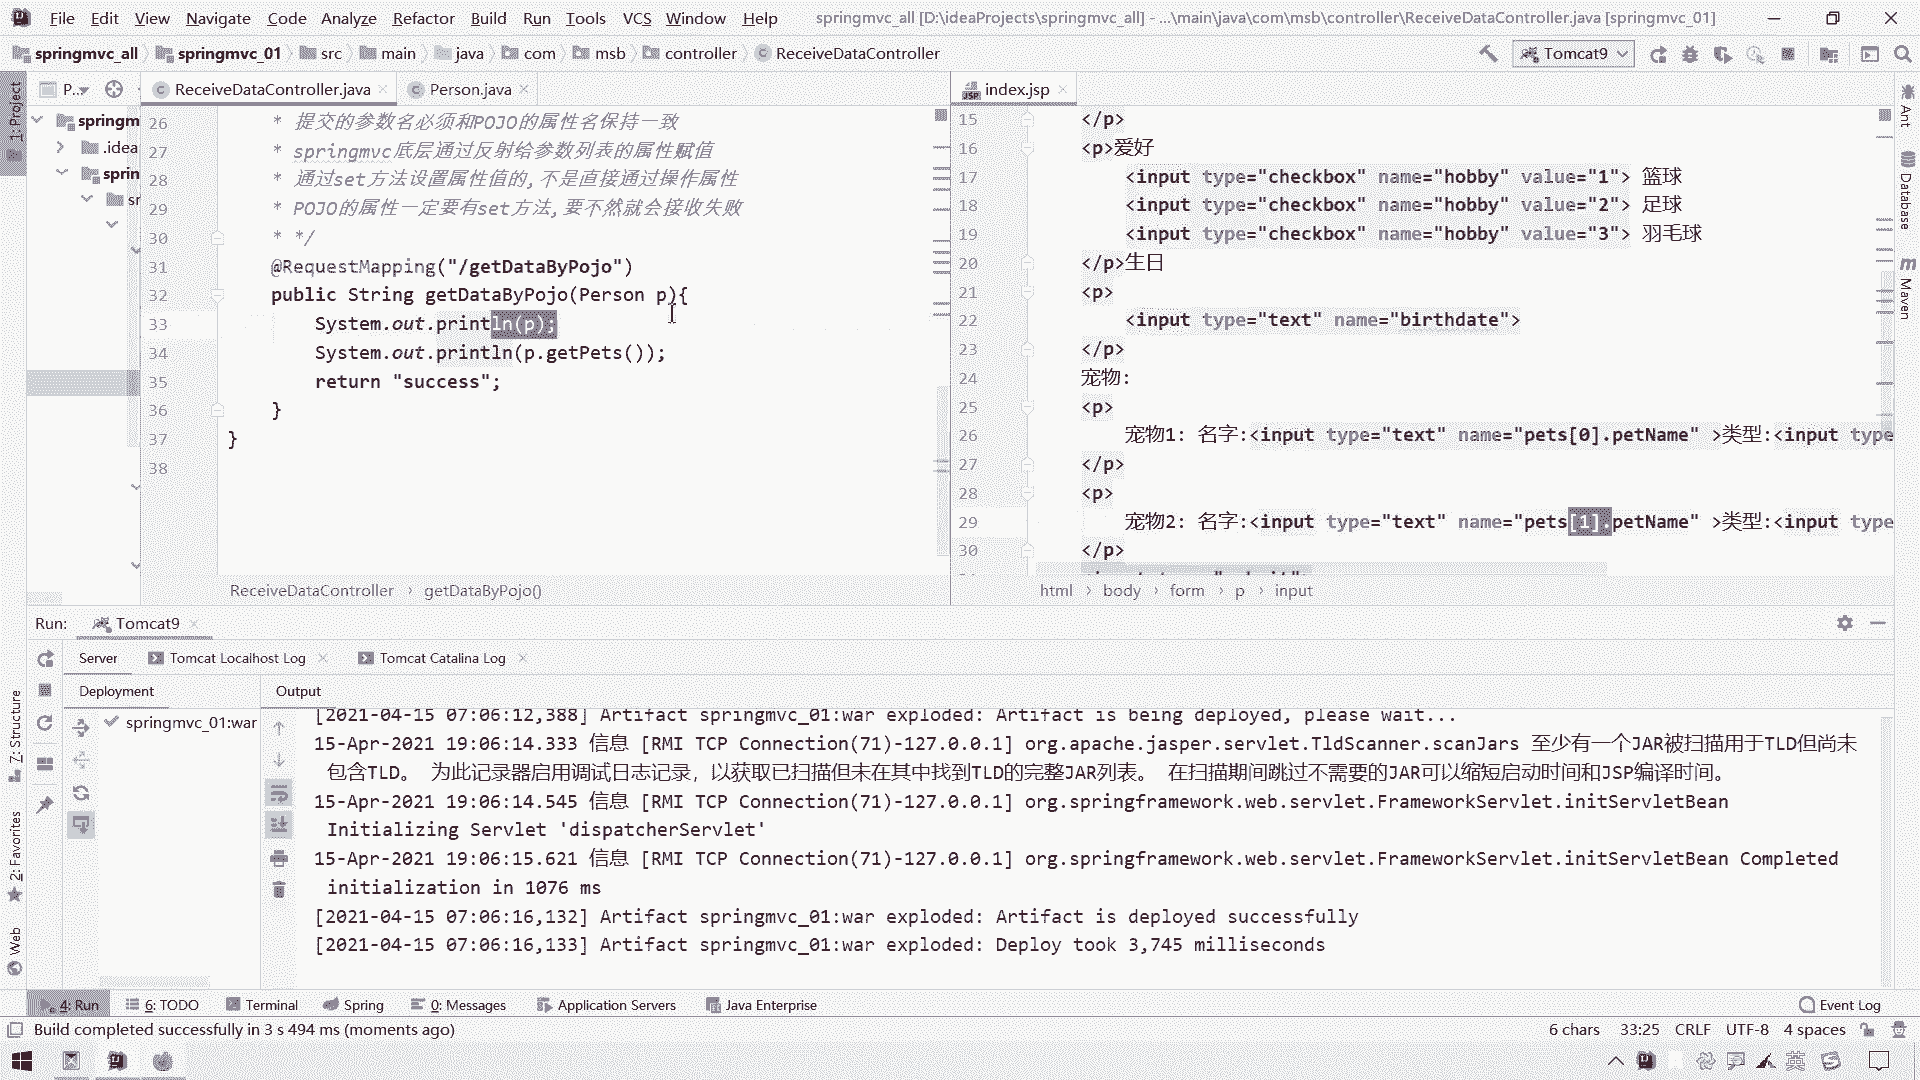 File Edit View Navigate Code Analyze Refactor Build Run Tools VCS Window Help springmvc_all [D:\ideaProjects\springmvc_all] - ...\main\java\com\msb\controller\ReceiveDataController.java [springmvc_01]
springmvc_all springmvc_01 src main java com msb controller ReceiveDataController Tomcat9
1: Project
P... ReceiveDataController.java Person.java
springm
.idea
sprin
sr
26 * 提交的参数名必须和POJO的属性名保持一致
27 * springmvc底层通过反射给参数列表的属性赋值
28 * 通过set方法设置属性值的,不是直接通过操作属性
29 * POJO的属性一定要有set方法,要不然就会接收失败
30 * */
31 @RequestMapping("/getDataByPojo")
32 public String getDataByPojo(Person p){
33 System.out.println(p);
34 System.out.println(p.getPets());
35 return "success";
36 }
37 }
38
ReceiveDataController › getDataByPojo()
index.jsp
15 </p>
16 <p>爱好
17 <input type="checkbox" name="hobby" value="1"> 篮球
18 <input type="checkbox" name="hobby" value="2"> 足球
19 <input type="checkbox" name="hobby" value="3"> 羽毛球
20 </p>生日
21 <p>
22 <input type="text" name="birthdate">
23 </p>
24 宠物:
25 <p>
26 宠物1: 名字:<input type="text" name="pets[0].petName" >类型:<input type
27 </p>
28 <p>
29 宠物2: 名字:<input type="text" name="pets[1].petName" >类型:<input type
30 </p>
html › body › form › p › input
Ant
Database
Maven
Run: Tomcat9
Server Tomcat Localhost Log Tomcat Catalina Log
Deployment Output
springmvc_01:war
[2021-04-15 07:06:12,388] Artifact springmvc_01:war exploded: Artifact is being deployed, please wait...
15-Apr-2021 19:06:14.333 信息 [RMI TCP Connection(71)-127.0.0.1] org.apache.jasper.servlet.TldScanner.scanJars 至少有一个JAR被扫描用于TLD但尚未
包含TLD。 为此记录器启用调试日志记录，以获取已扫描但未在其中找到TLD的完整JAR列表。 在扫描期间跳过不需要的JAR可以缩短启动时间和JSP编译时间。
15-Apr-2021 19:06:14.545 信息 [RMI TCP Connection(71)-127.0.0.1] org.springframework.web.servlet.FrameworkServlet.initServletBean
Initializing Servlet 'dispatcherServlet'
15-Apr-2021 19:06:15.621 信息 [RMI TCP Connection(71)-127.0.0.1] org.springframework.web.servlet.FrameworkServlet.initServletBean Completed
initialization in 1076 ms
[2021-04-15 07:06:16,132] Artifact springmvc_01:war exploded: Artifact is deployed successfully
[2021-04-15 07:06:16,133] Artifact springmvc_01:war exploded: Deploy took 3,745 milliseconds
7: Structure
2: Favorites
Web
4: Run 6: TODO Terminal Spring 0: Messages Application Servers Java Enterprise Event Log
Build completed successfully in 3 s 494 ms (moments ago) 6 chars 33:25 CRLF UTF-8 4 spaces
英